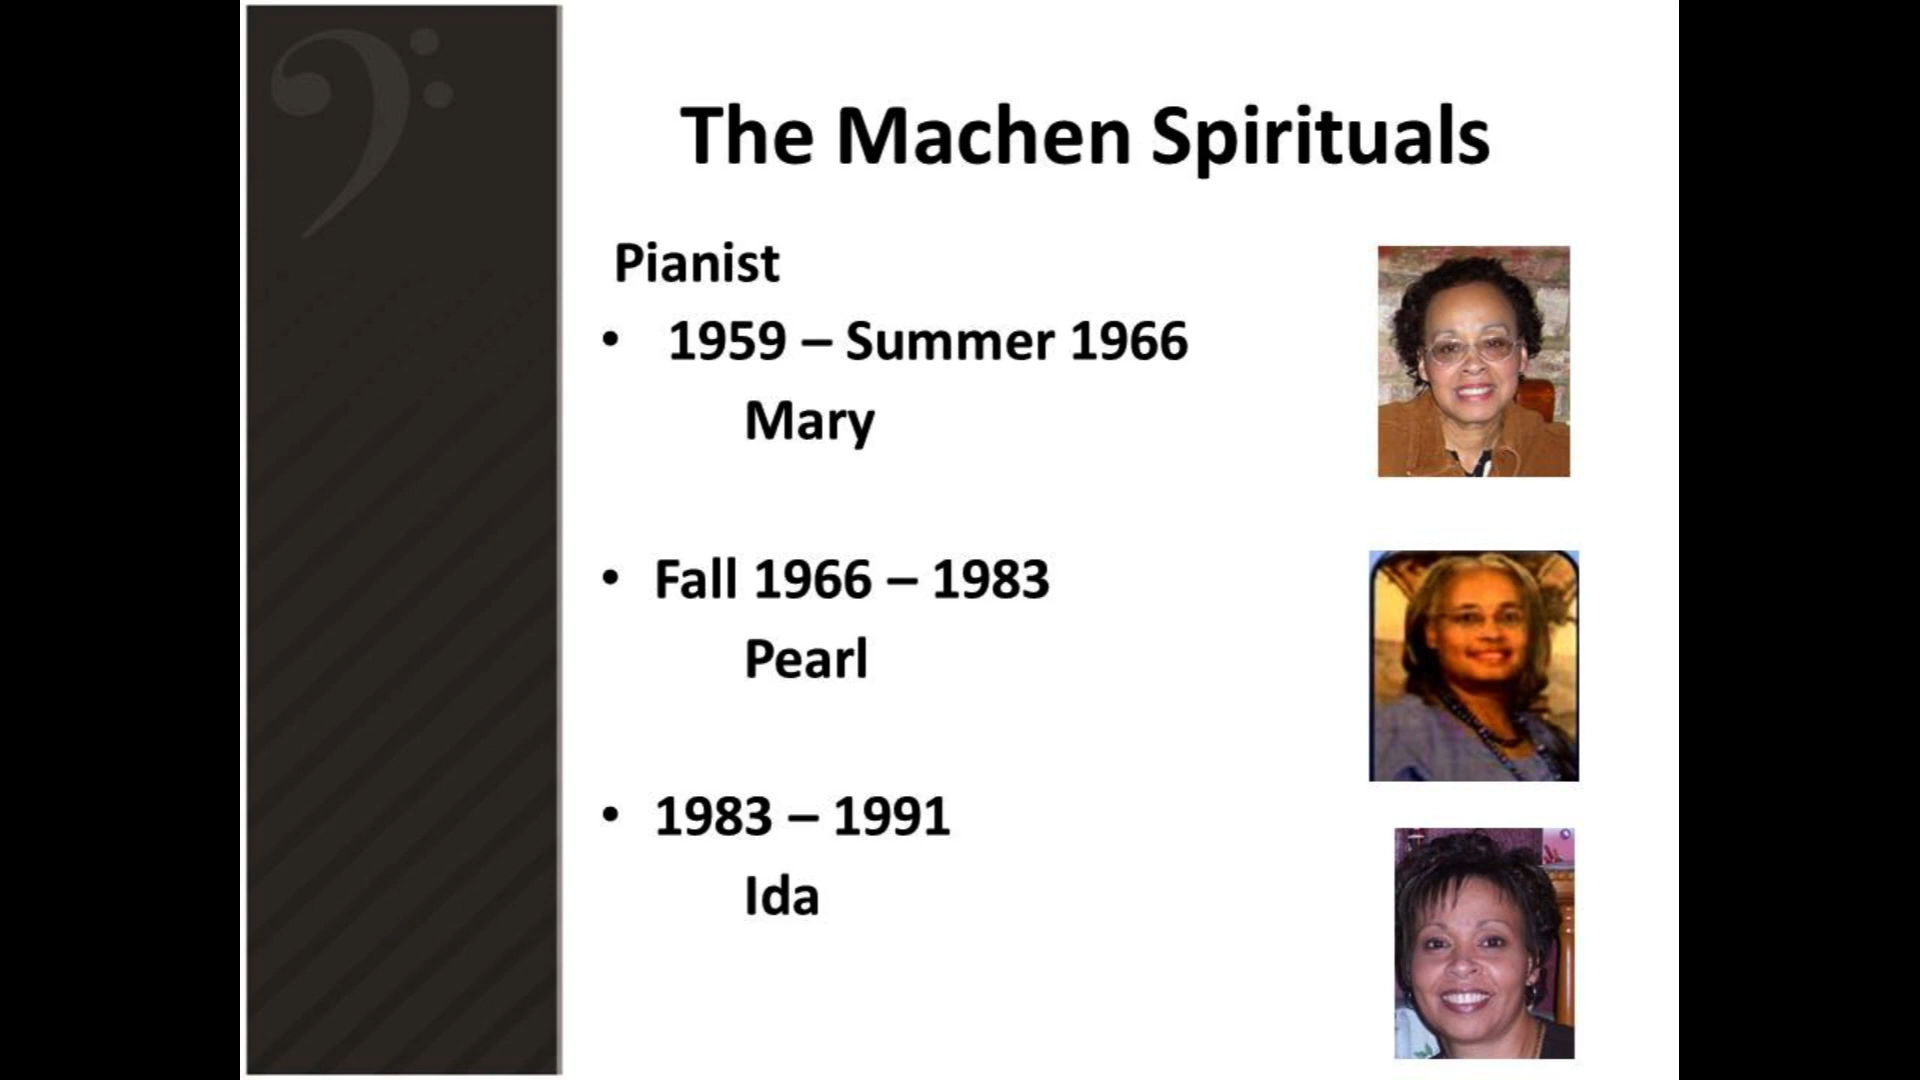 The Machen Spirituals
Pianist
• 1959 – Summer 1966
Mary
• Fall 1966 – 1983
Pearl
• 1983 – 1991
Ida